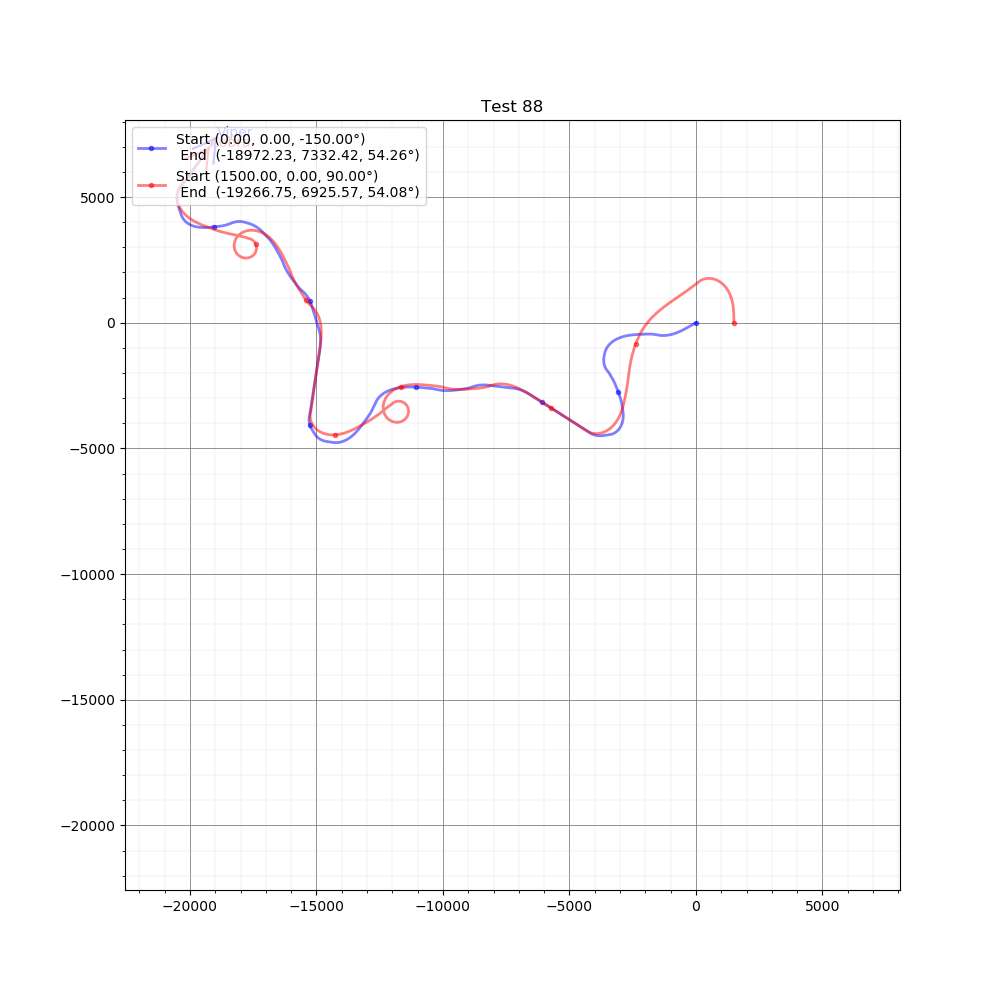 Test 88
Viper
Start (0.00, 0.00, -150.00°)
End (-18972.23, 7332.42, 54.26°)
Start (1500.00, 0.00, 90.00°)
End (-19266.75, 6925.57, 54.08°)
5000
0
−5000
−10000
−15000
−20000
−20000 −15000 −10000 −5000 0 5000